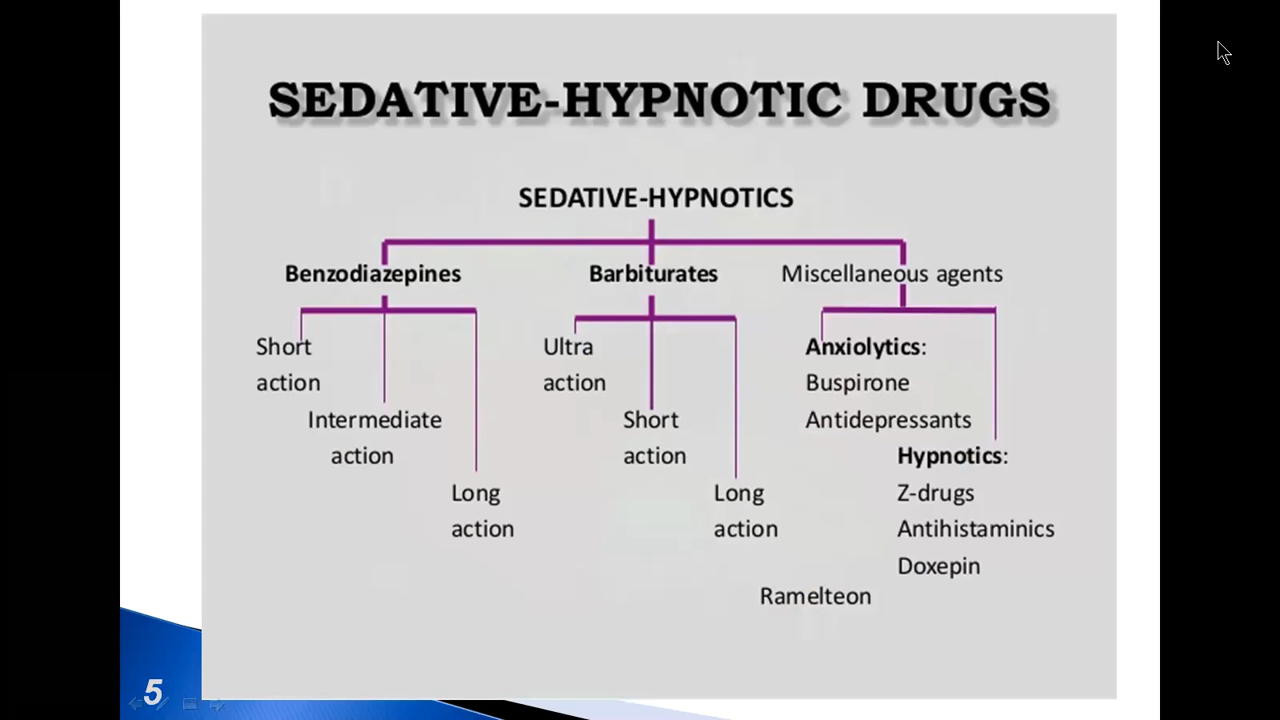 SEDATIVE-HYPNOTIC DRUGS
SEDATIVE-HYPNOTICS
Benzodiazepines
Short
action
Intermediate
action
Long
action
Barbiturates
Ultra
action
Short
action
Long
action
Miscellaneous agents
Anxiolytics:
Buspirone
Antidepressants
Hypnotics:
Z-drugs
Antihistaminics
Doxepin
Ramelteon
5